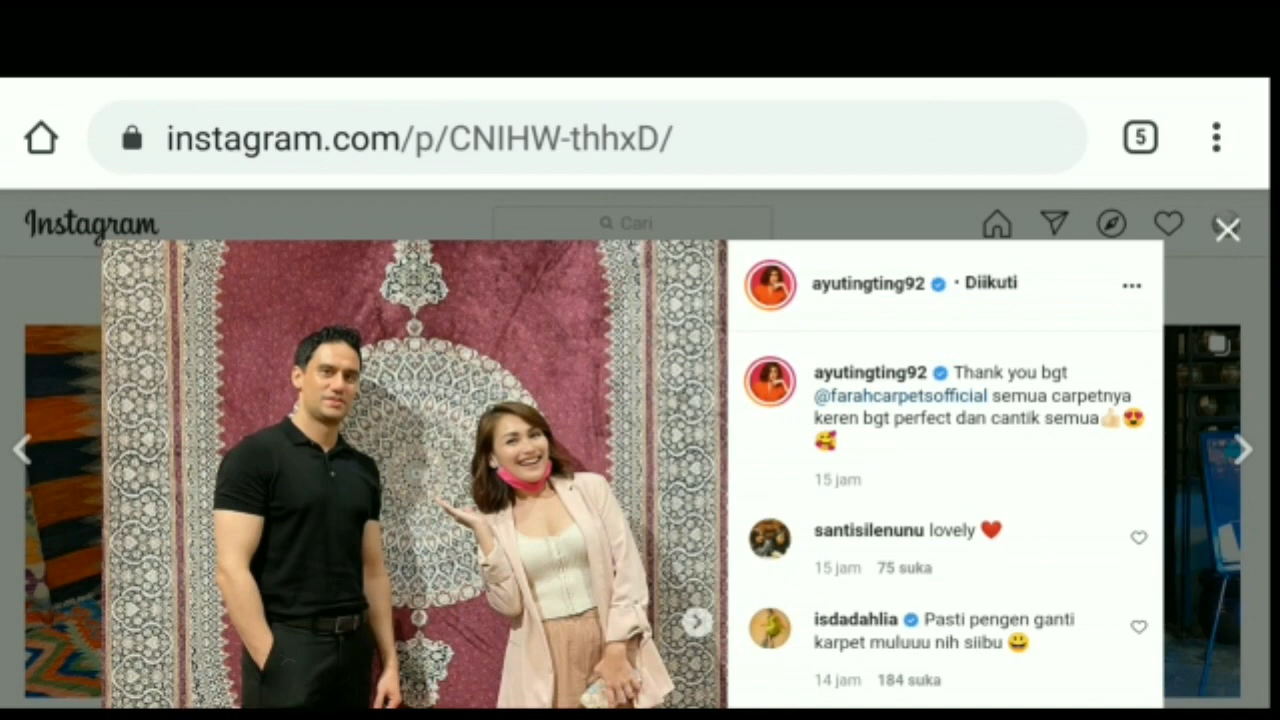 instagram.com/p/CNIHW-thhxD/
5
Instagram
Cari
ayutingting92 • Diikuti
ayutingting92 Thank you bgt
@farahcarpetsofficial semua carpetnya
keren bgt perfect dan cantik semua👍🏻😍
🥰
15 jam
santisilenunu lovely ❤️
15 jam 75 suka
isdadahlia Pasti pengen ganti
karpet muluuu nih siibu 😃
14 jam 184 suka